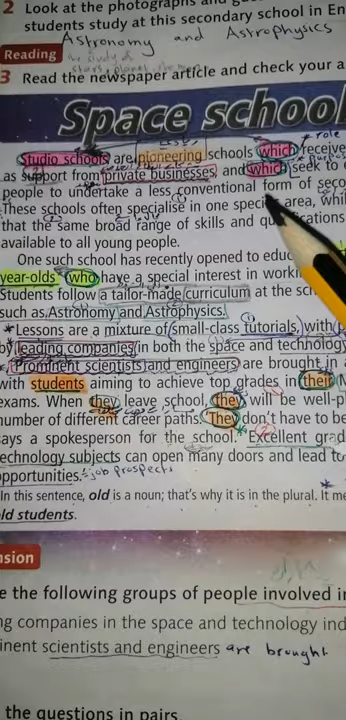 2 Look at the photographs and
students study at this secondary school in En
Astronomy and Astrophysics
Reading
3 Read the newspaper article and check your a
Space school
role
Studio schools are pioneering schools which receive
as support from private businesses, and which seek to
people to undertake a less conventional form of seco
These schools often specialise in one special area, whil
that the same broad range of skills and qualifications
available to all young people.
One such school has recently opened to educ
year-olds who have a special interest in workin
Students follow a tailor-made curriculum at the sch
such as Astronomy and Astrophysics.
*Lessons are a mixture of small-class tutorials, with
by leading companies in both the space and technology
Prominent scientists and engineers are brought in
with students aiming to achieve top grades in their
exams. When they leave school, they will be well-p
number of different career paths. 'They don't have to be
says a spokesperson for the school. * 'Excellent grad
technology subjects can open many doors and lead to
opportunities. job prospects
In this sentence, old is a noun; that's why it is in the plural. It me
old students.
nsion
e the following groups of people involved in
ng companies in the space and technology ind
inent scientists and engineers are brought
the questions in pairs